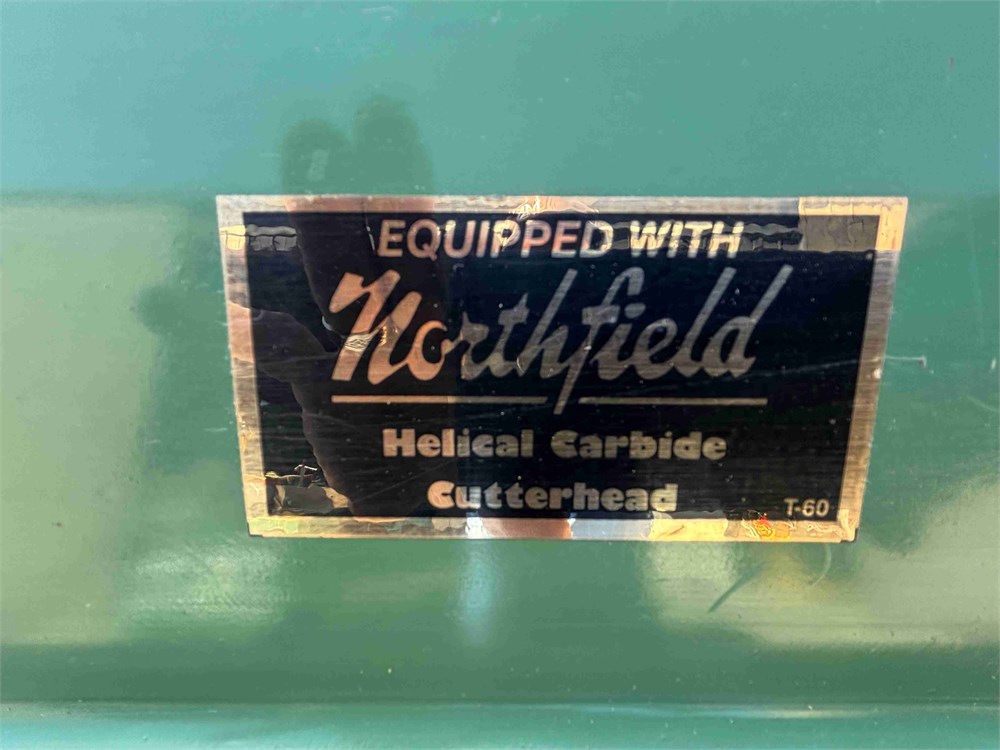 EQUIPPED WITH
Northfield
Helical Carbide
Cutterhead
T-60